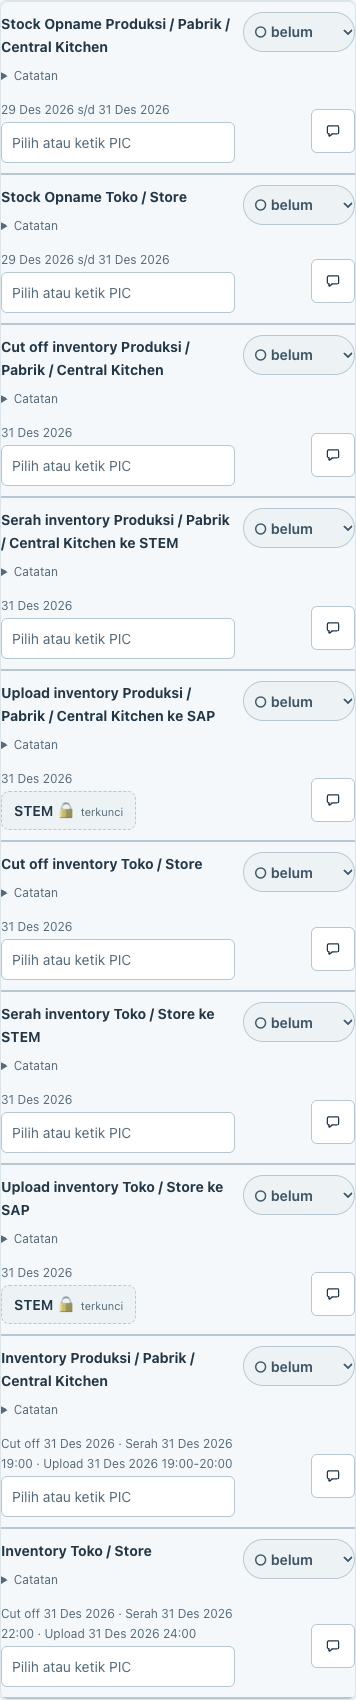 Stock Opname Produksi / Pabrik /
Central Kitchen
belum
Catatan
29 Des 2026 s/d 31 Des 2026
Pilih atau ketik PIC
Stock Opname Toko / Store
belum
Catatan
29 Des 2026 s/d 31 Des 2026
Pilih atau ketik PIC
Cut off inventory Produksi /
Pabrik / Central Kitchen
belum
Catatan
31 Des 2026
Pilih atau ketik PIC
Serah inventory Produksi / Pabrik
/ Central Kitchen ke STEM
belum
Catatan
31 Des 2026
Pilih atau ketik PIC
Upload inventory Produksi /
Pabrik / Central Kitchen ke SAP
belum
Catatan
31 Des 2026
STEM 🔒 terkunci
Cut off inventory Toko / Store
belum
Catatan
31 Des 2026
Pilih atau ketik PIC
Serah inventory Toko / Store ke
STEM
belum
Catatan
31 Des 2026
Pilih atau ketik PIC
Upload inventory Toko / Store ke
SAP
belum
Catatan
31 Des 2026
STEM 🔒 terkunci
Inventory Produksi / Pabrik /
Central Kitchen
belum
Catatan
Cut off 31 Des 2026 · Serah 31 Des 2026
19:00 · Upload 31 Des 2026 19:00-20:00
Pilih atau ketik PIC
Inventory Toko / Store
belum
Catatan
Cut off 31 Des 2026 · Serah 31 Des 2026
22:00 · Upload 31 Des 2026 24:00
Pilih atau ketik PIC